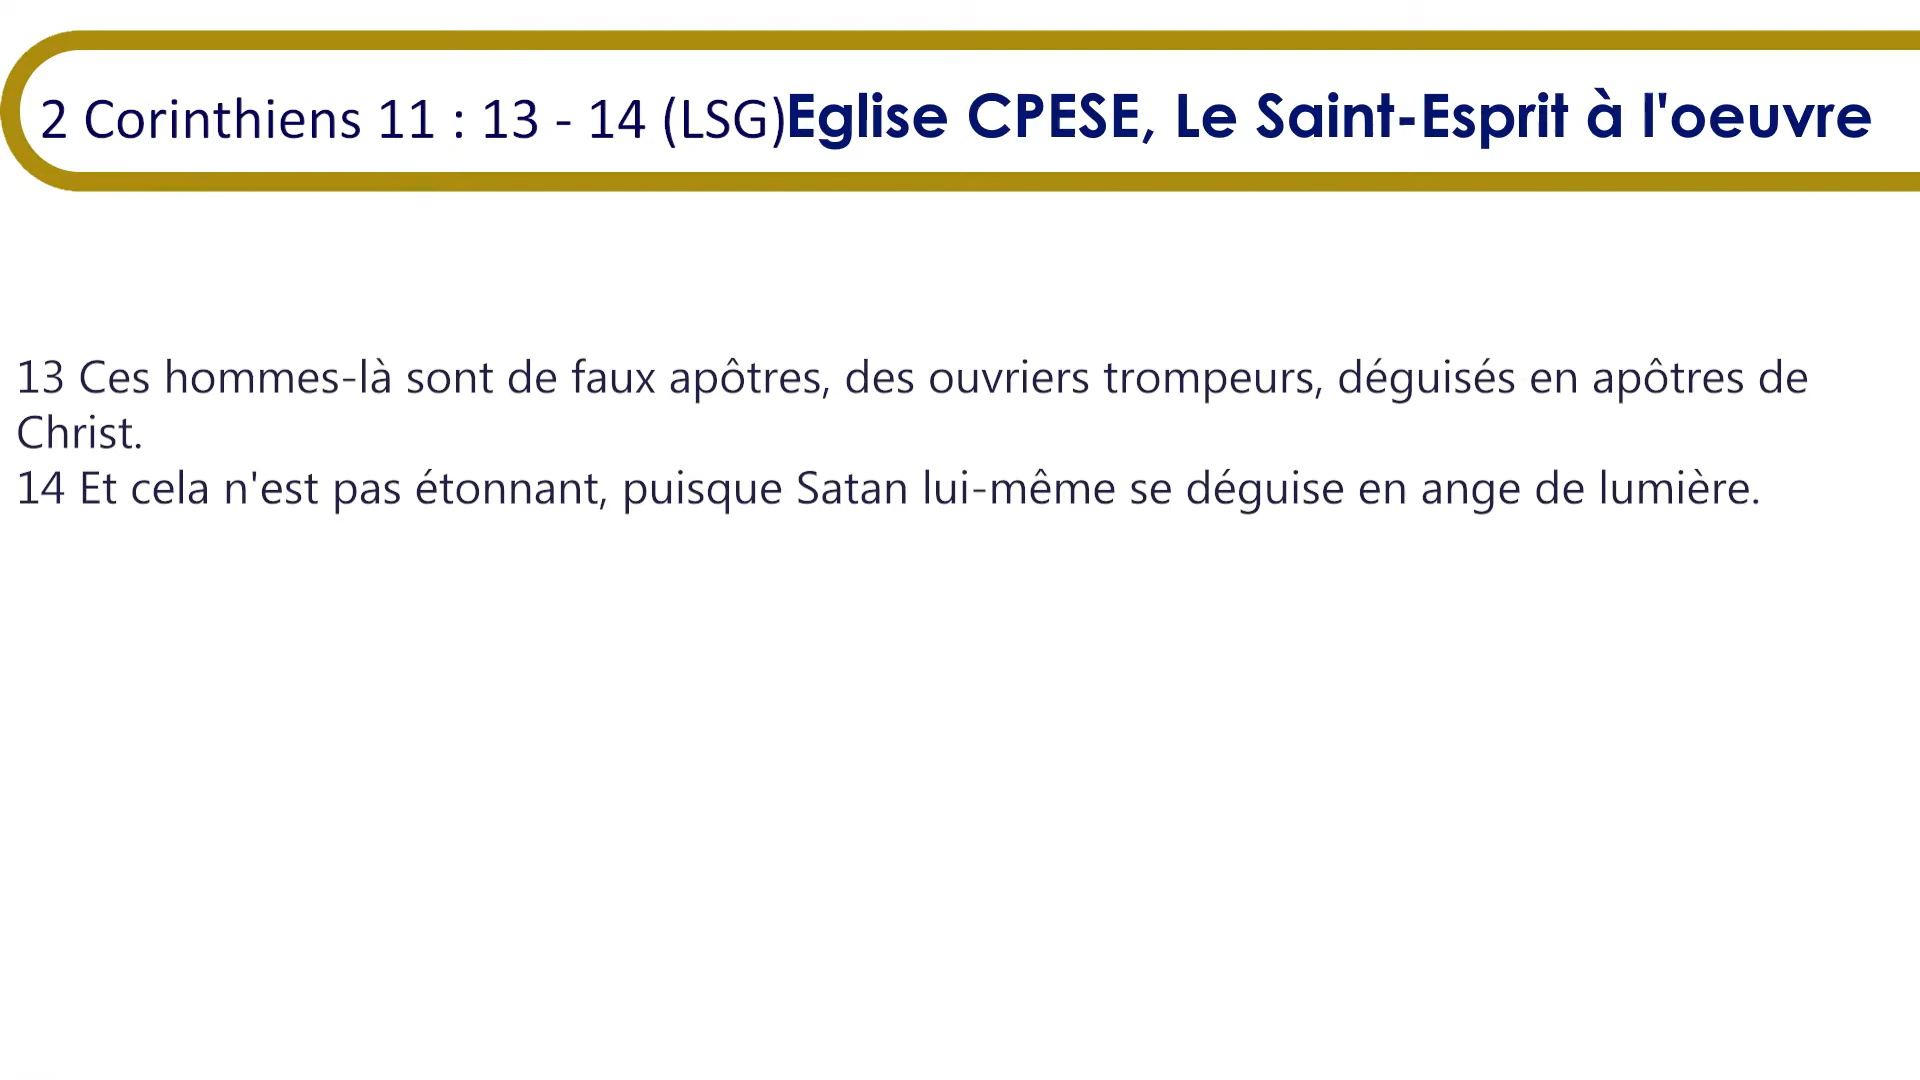 2 Corinthiens 11 : 13 - 14 (LSG)Eglise CPESE, Le Saint-Esprit à l'oeuvre
13 Ces hommes-là sont de faux apôtres, des ouvriers trompeurs, déguisés en apôtres de
Christ.
14 Et cela n'est pas étonnant, puisque Satan lui-même se déguise en ange de lumière.